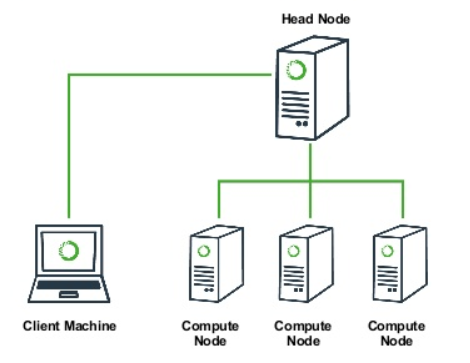 Head Node
Client Machine
Compute
Node
Compute
Node
Compute
Node